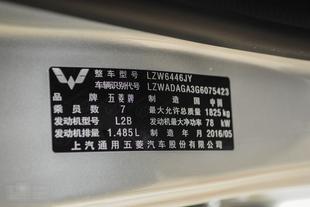 整车型号 LZW6446JY
车辆识别代号 LZWADAGA3G6075423
品牌 五菱牌 国 中国
乘员数 7 最大允许总质量 1825 kg
发动机型号 L2B 发动机最大净功率 78 kW
发动机排量 1.485L 制造年月 2016/05
上汽通用五菱汽车股份有限公司